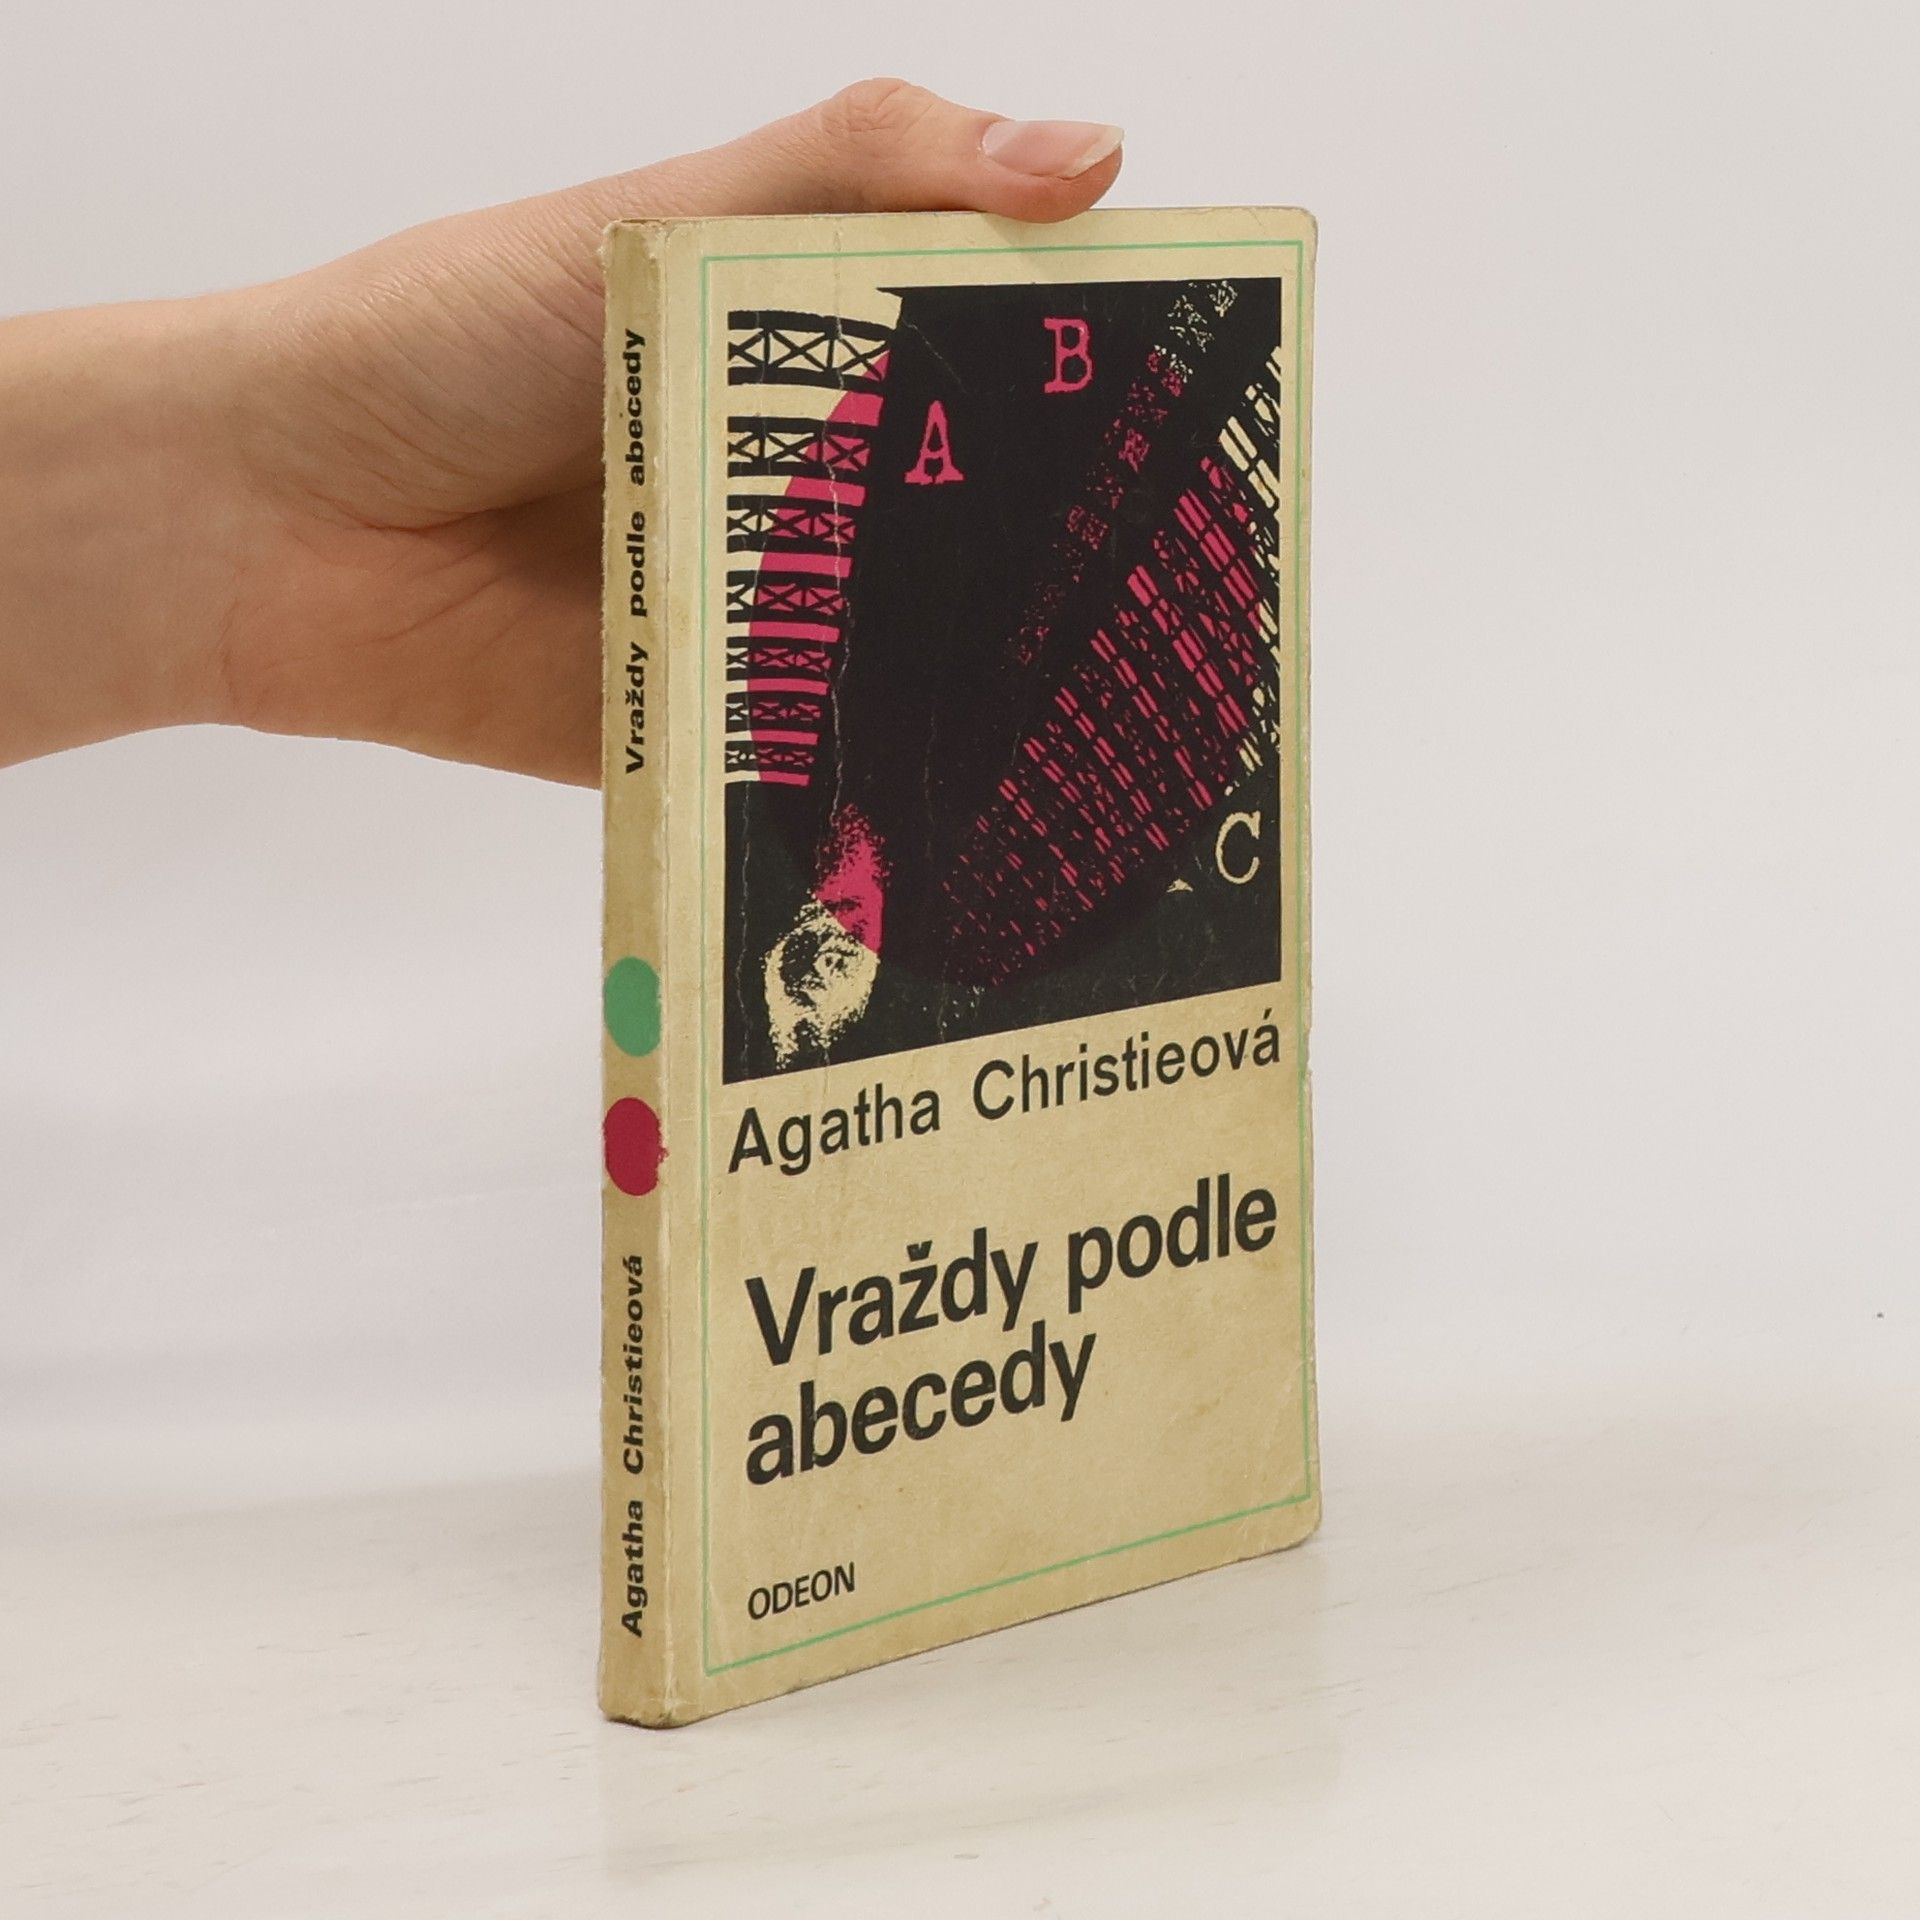 Vraždy podle abecedy
Agatha Christieová
B
A
C
Agatha Christieová
Vraždy podle
abecedy
ODEON